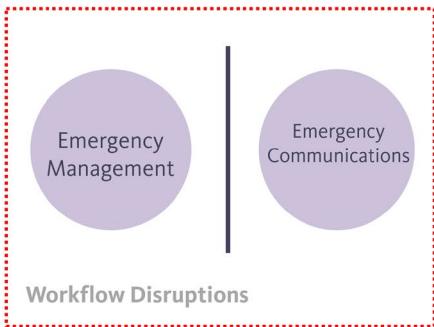 Emergency
Management
Emergency
Communications
Workflow Disruptions